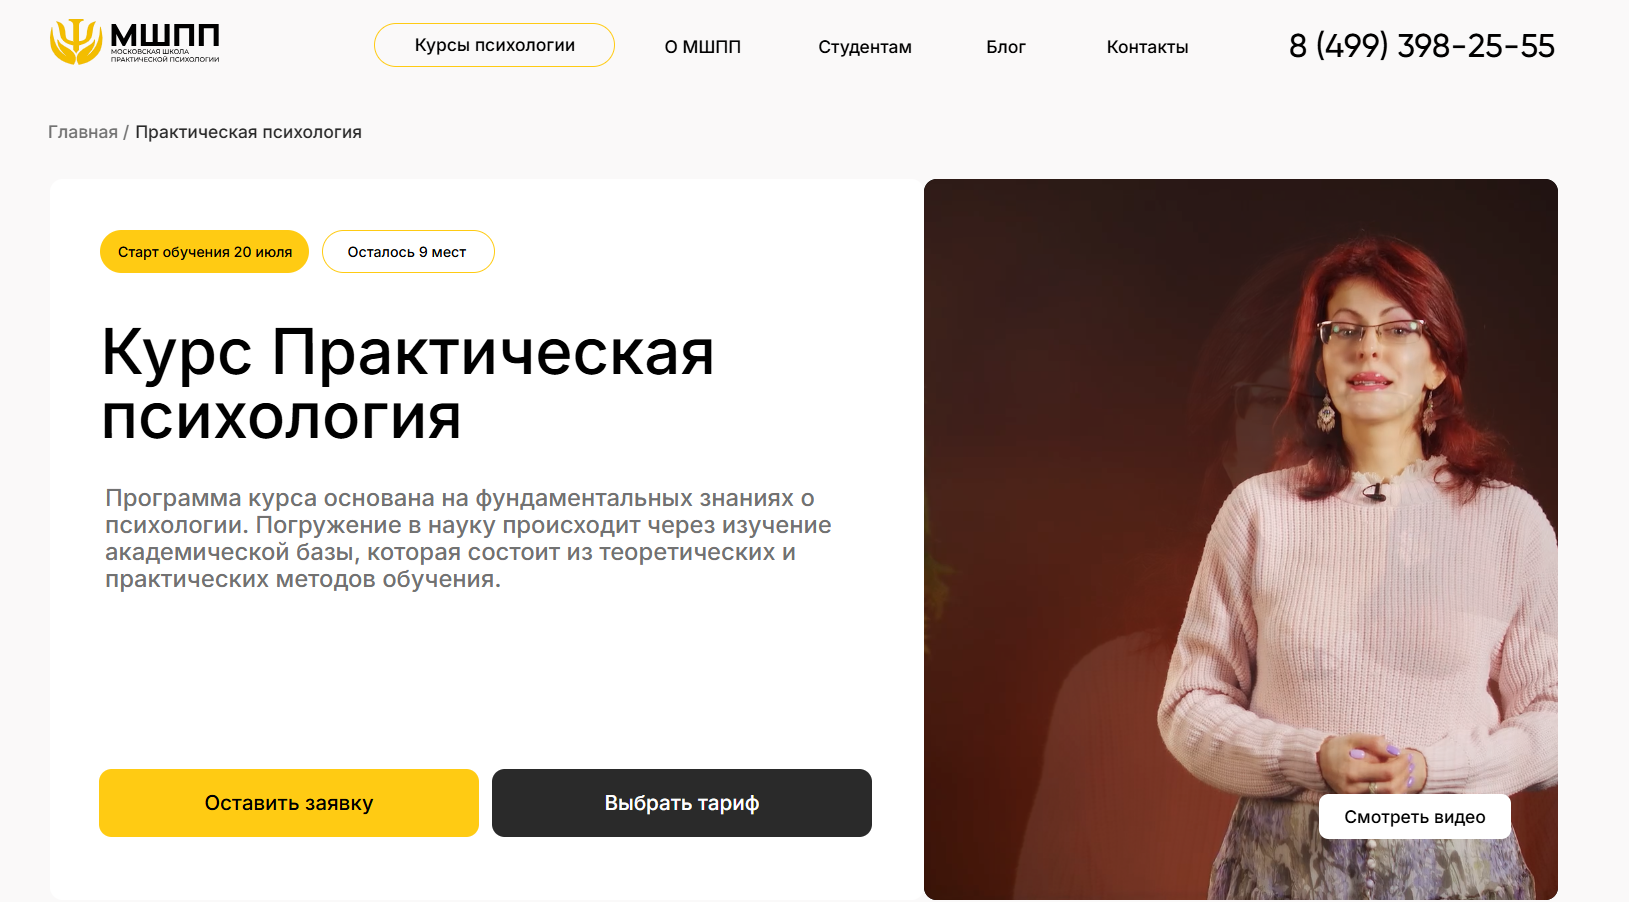 МШПП
МОСКОВСКАЯ ШКОЛА
ПРАКТИЧЕСКОЙ ПСИХОЛОГИИ
Курсы психологии
О МШПП
Студентам
Блог
Контакты
8 (499) 398-25-55
Главная / Практическая психология
Старт обучения 20 июля
Осталось 9 мест
Курс Практическая
психология
Программа курса основана на фундаментальных знаниях о
психологии. Погружение в науку происходит через изучение
академической базы, которая состоит из теоретических и
практических методов обучения.
Оставить заявку
Выбрать тариф
Смотреть видео